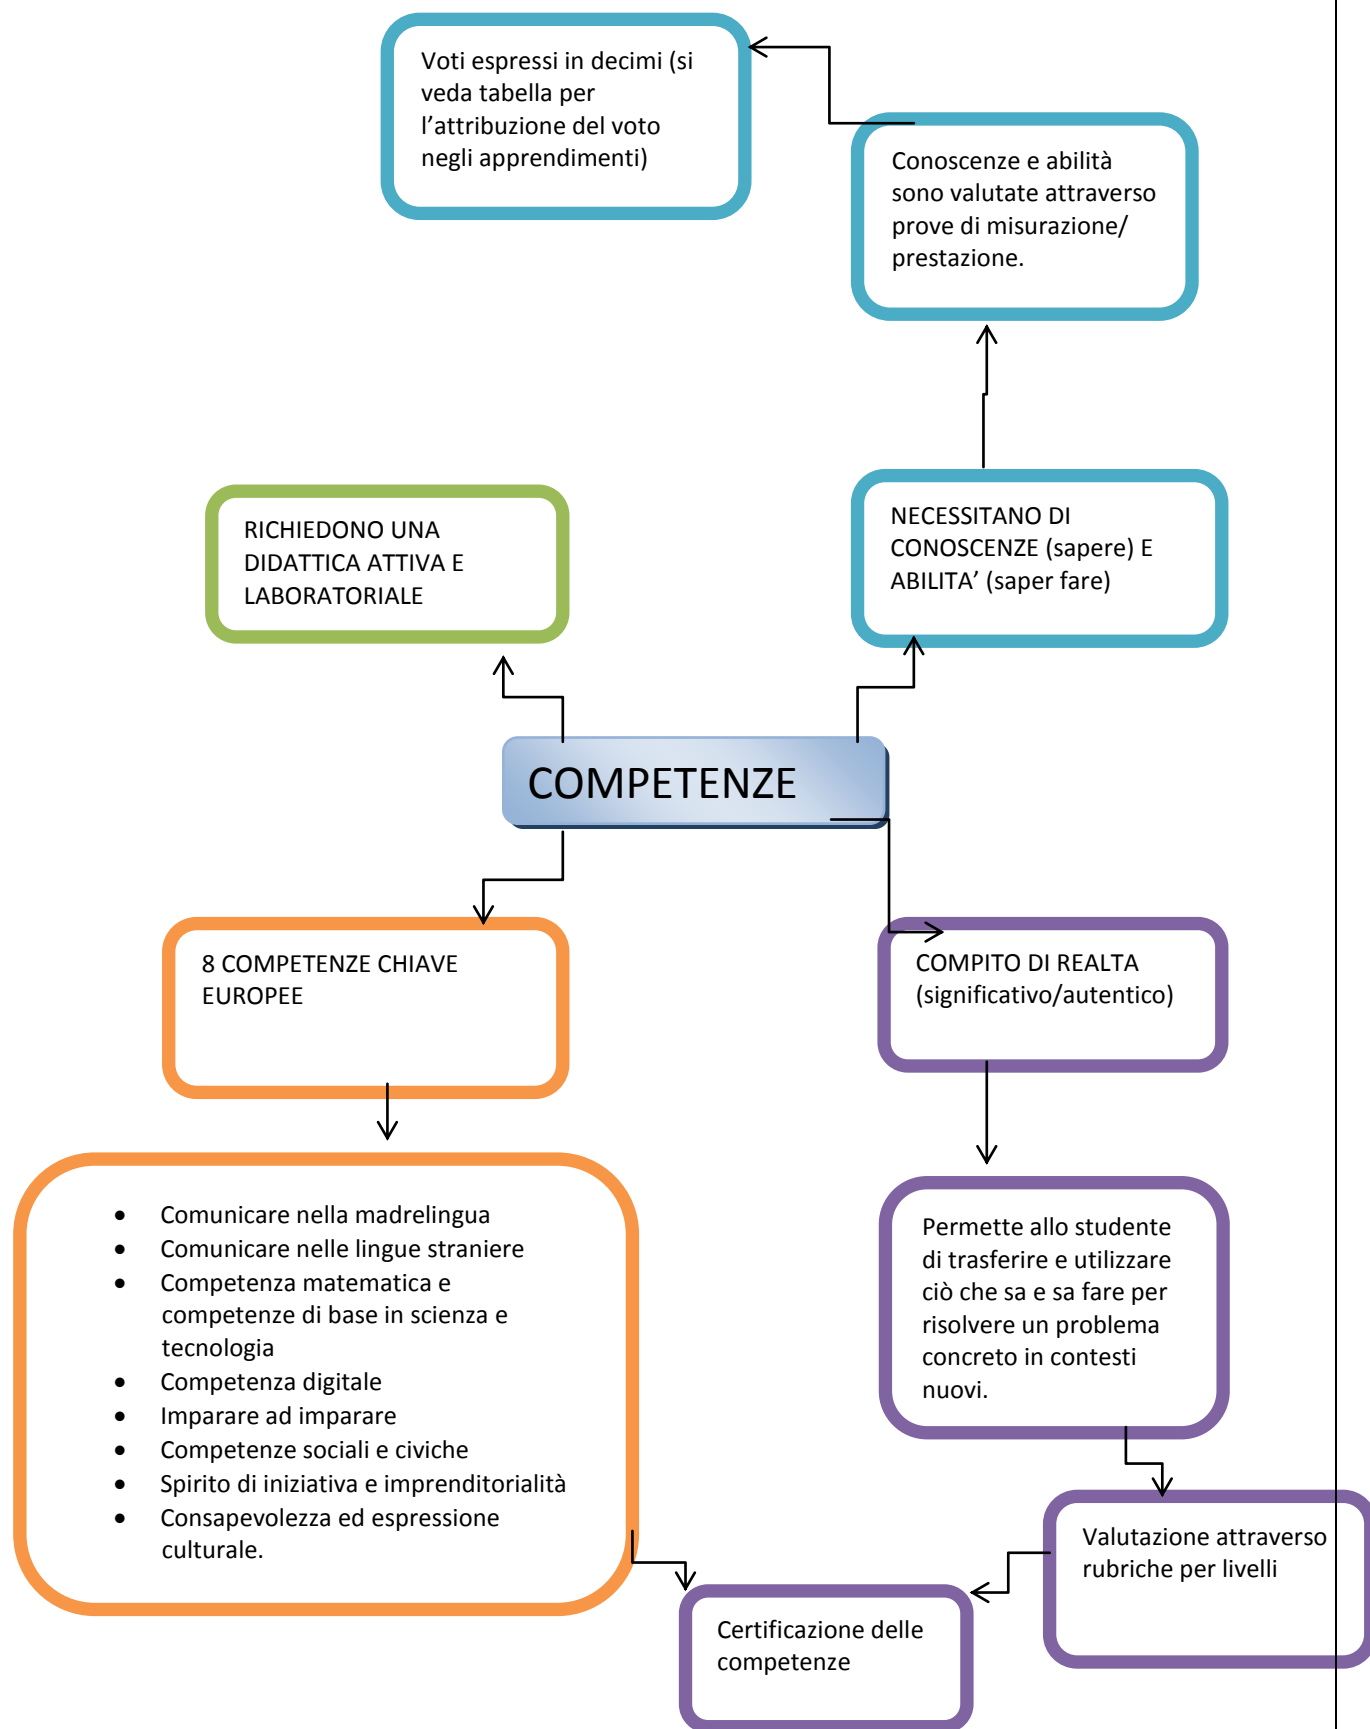 Voti espressi in decimi (si
veda tabella per
l’attribuzione del voto
negli apprendimenti)
Conoscenze e abilità
sono valutate attraverso
prove di misurazione/
prestazione.
RICHIEDONO UNA
DIDATTICA ATTIVA E
LABORATORIALE
NECESSITANO DI
CONOSCENZE (sapere) E
ABILITA’ (saper fare)
COMPETENZE
8 COMPETENZE CHIAVE
EUROPEE
COMPITO DI REALTA
(significativo/autentico)
• Comunicare nella madrelingua
• Comunicare nelle lingue straniere
• Competenza matematica e
competenze di base in scienza e
tecnologia
• Competenza digitale
• Imparare ad imparare
• Competenze sociali e civiche
• Spirito di iniziativa e imprenditorialità
• Consapevolezza ed espressione
culturale.
Permette allo studente
di trasferire e utilizzare
ciò che sa e sa fare per
risolvere un problema
concreto in contesti
nuovi.
Valutazione attraverso
rubriche per livelli
Certificazione delle
competenze